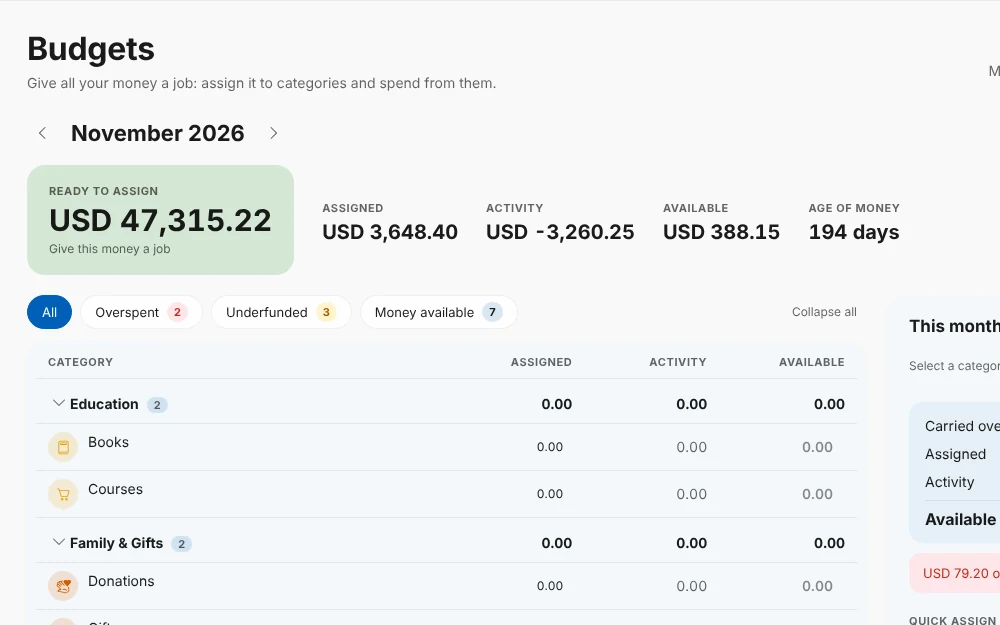 Budgets
Give all your money a job: assign it to categories and spend from them.
November 2026
READY TO ASSIGN
USD 47,315.22
Give this money a job
ASSIGNED ACTIVITY AVAILABLE AGE OF MONEY
USD 3,648.40 USD -3,260.25 USD 388.15 194 days
All Overspent 2 Underfunded 3 Money available 7 Collapse all
CATEGORY ASSIGNED ACTIVITY AVAILABLE
Education 2 0.00 0.00 0.00
Books 0.00 0.00 0.00
Courses 0.00 0.00 0.00
Family & Gifts 2 0.00 0.00 0.00
Donations 0.00 0.00 0.00
This month
Select a categor
Carried ove
Assigned
Activity
Available
USD 79.20 o
QUICK ASSIGN